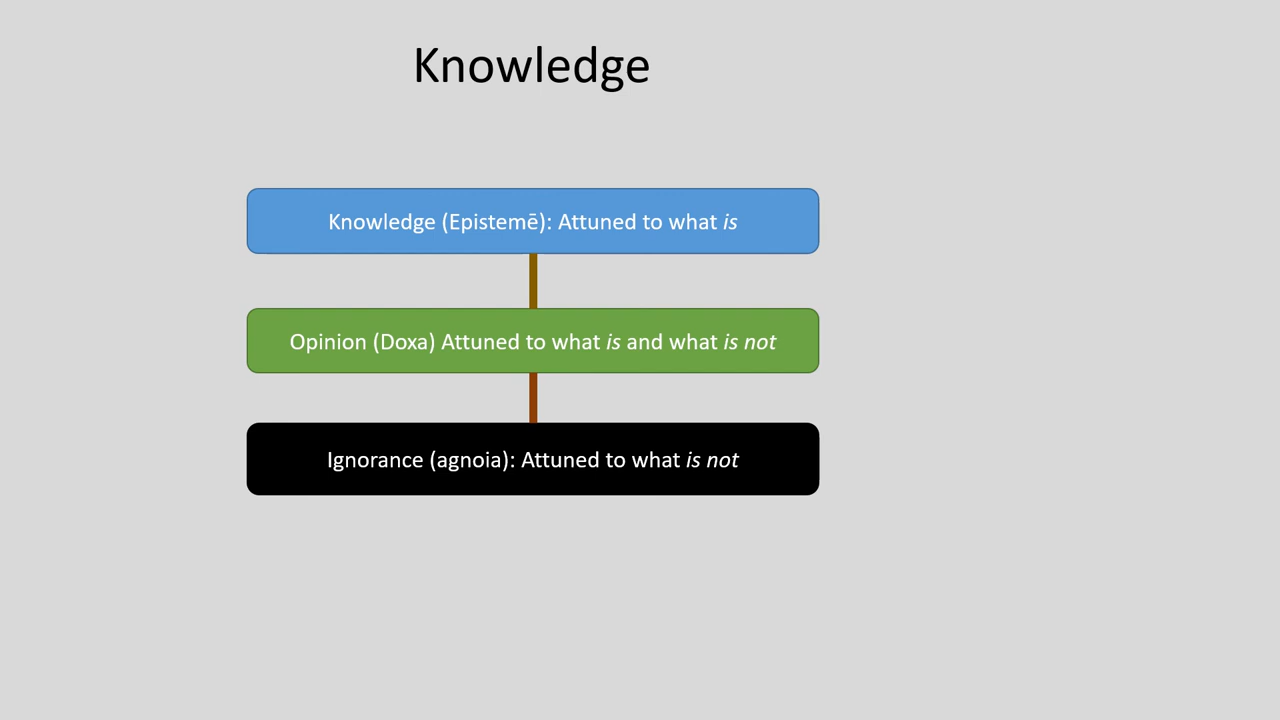 Knowledge
Knowledge (Epistemē): Attuned to what is
Opinion (Doxa) Attuned to what is and what is not
Ignorance (agnoia): Attuned to what is not